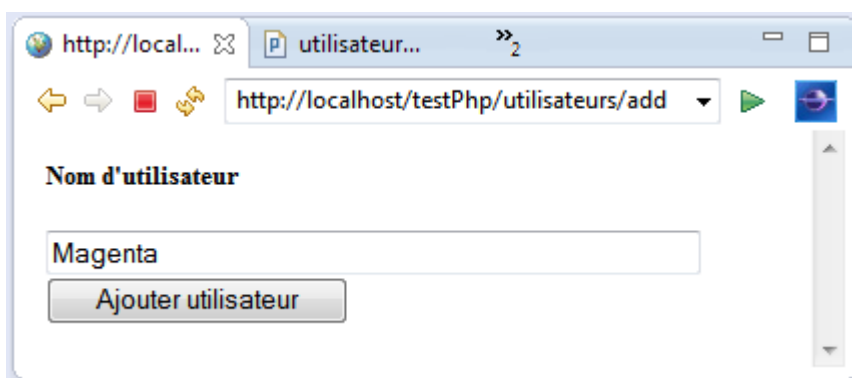 http://local... utilisateur... »2
http://localhost/testPhp/utilisateurs/add
Nom d'utilisateur
Magenta
Ajouter utilisateur